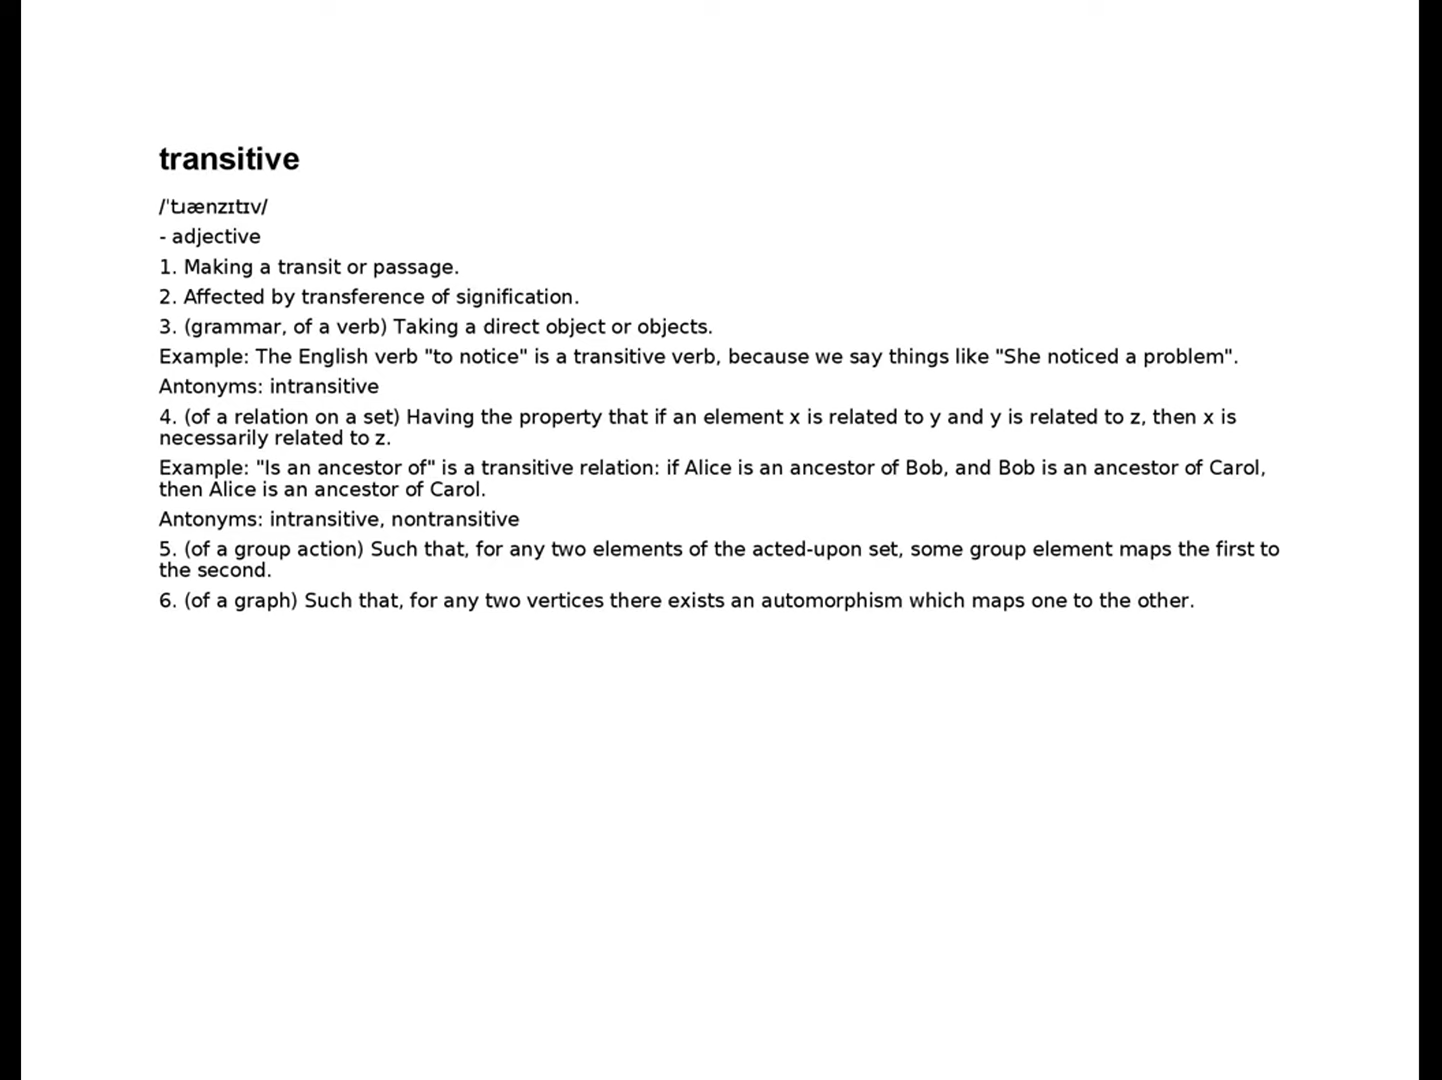 transitive
/ˈtɹænzɪtɪv/
- adjective
1. Making a transit or passage.
2. Affected by transference of signification.
3. (grammar, of a verb) Taking a direct object or objects.
Example: The English verb "to notice" is a transitive verb, because we say things like "She noticed a problem".
Antonyms: intransitive
4. (of a relation on a set) Having the property that if an element x is related to y and y is related to z, then x is
necessarily related to z.
Example: "Is an ancestor of" is a transitive relation: if Alice is an ancestor of Bob, and Bob is an ancestor of Carol,
then Alice is an ancestor of Carol.
Antonyms: intransitive, nontransitive
5. (of a group action) Such that, for any two elements of the acted-upon set, some group element maps the first to
the second.
6. (of a graph) Such that, for any two vertices there exists an automorphism which maps one to the other.